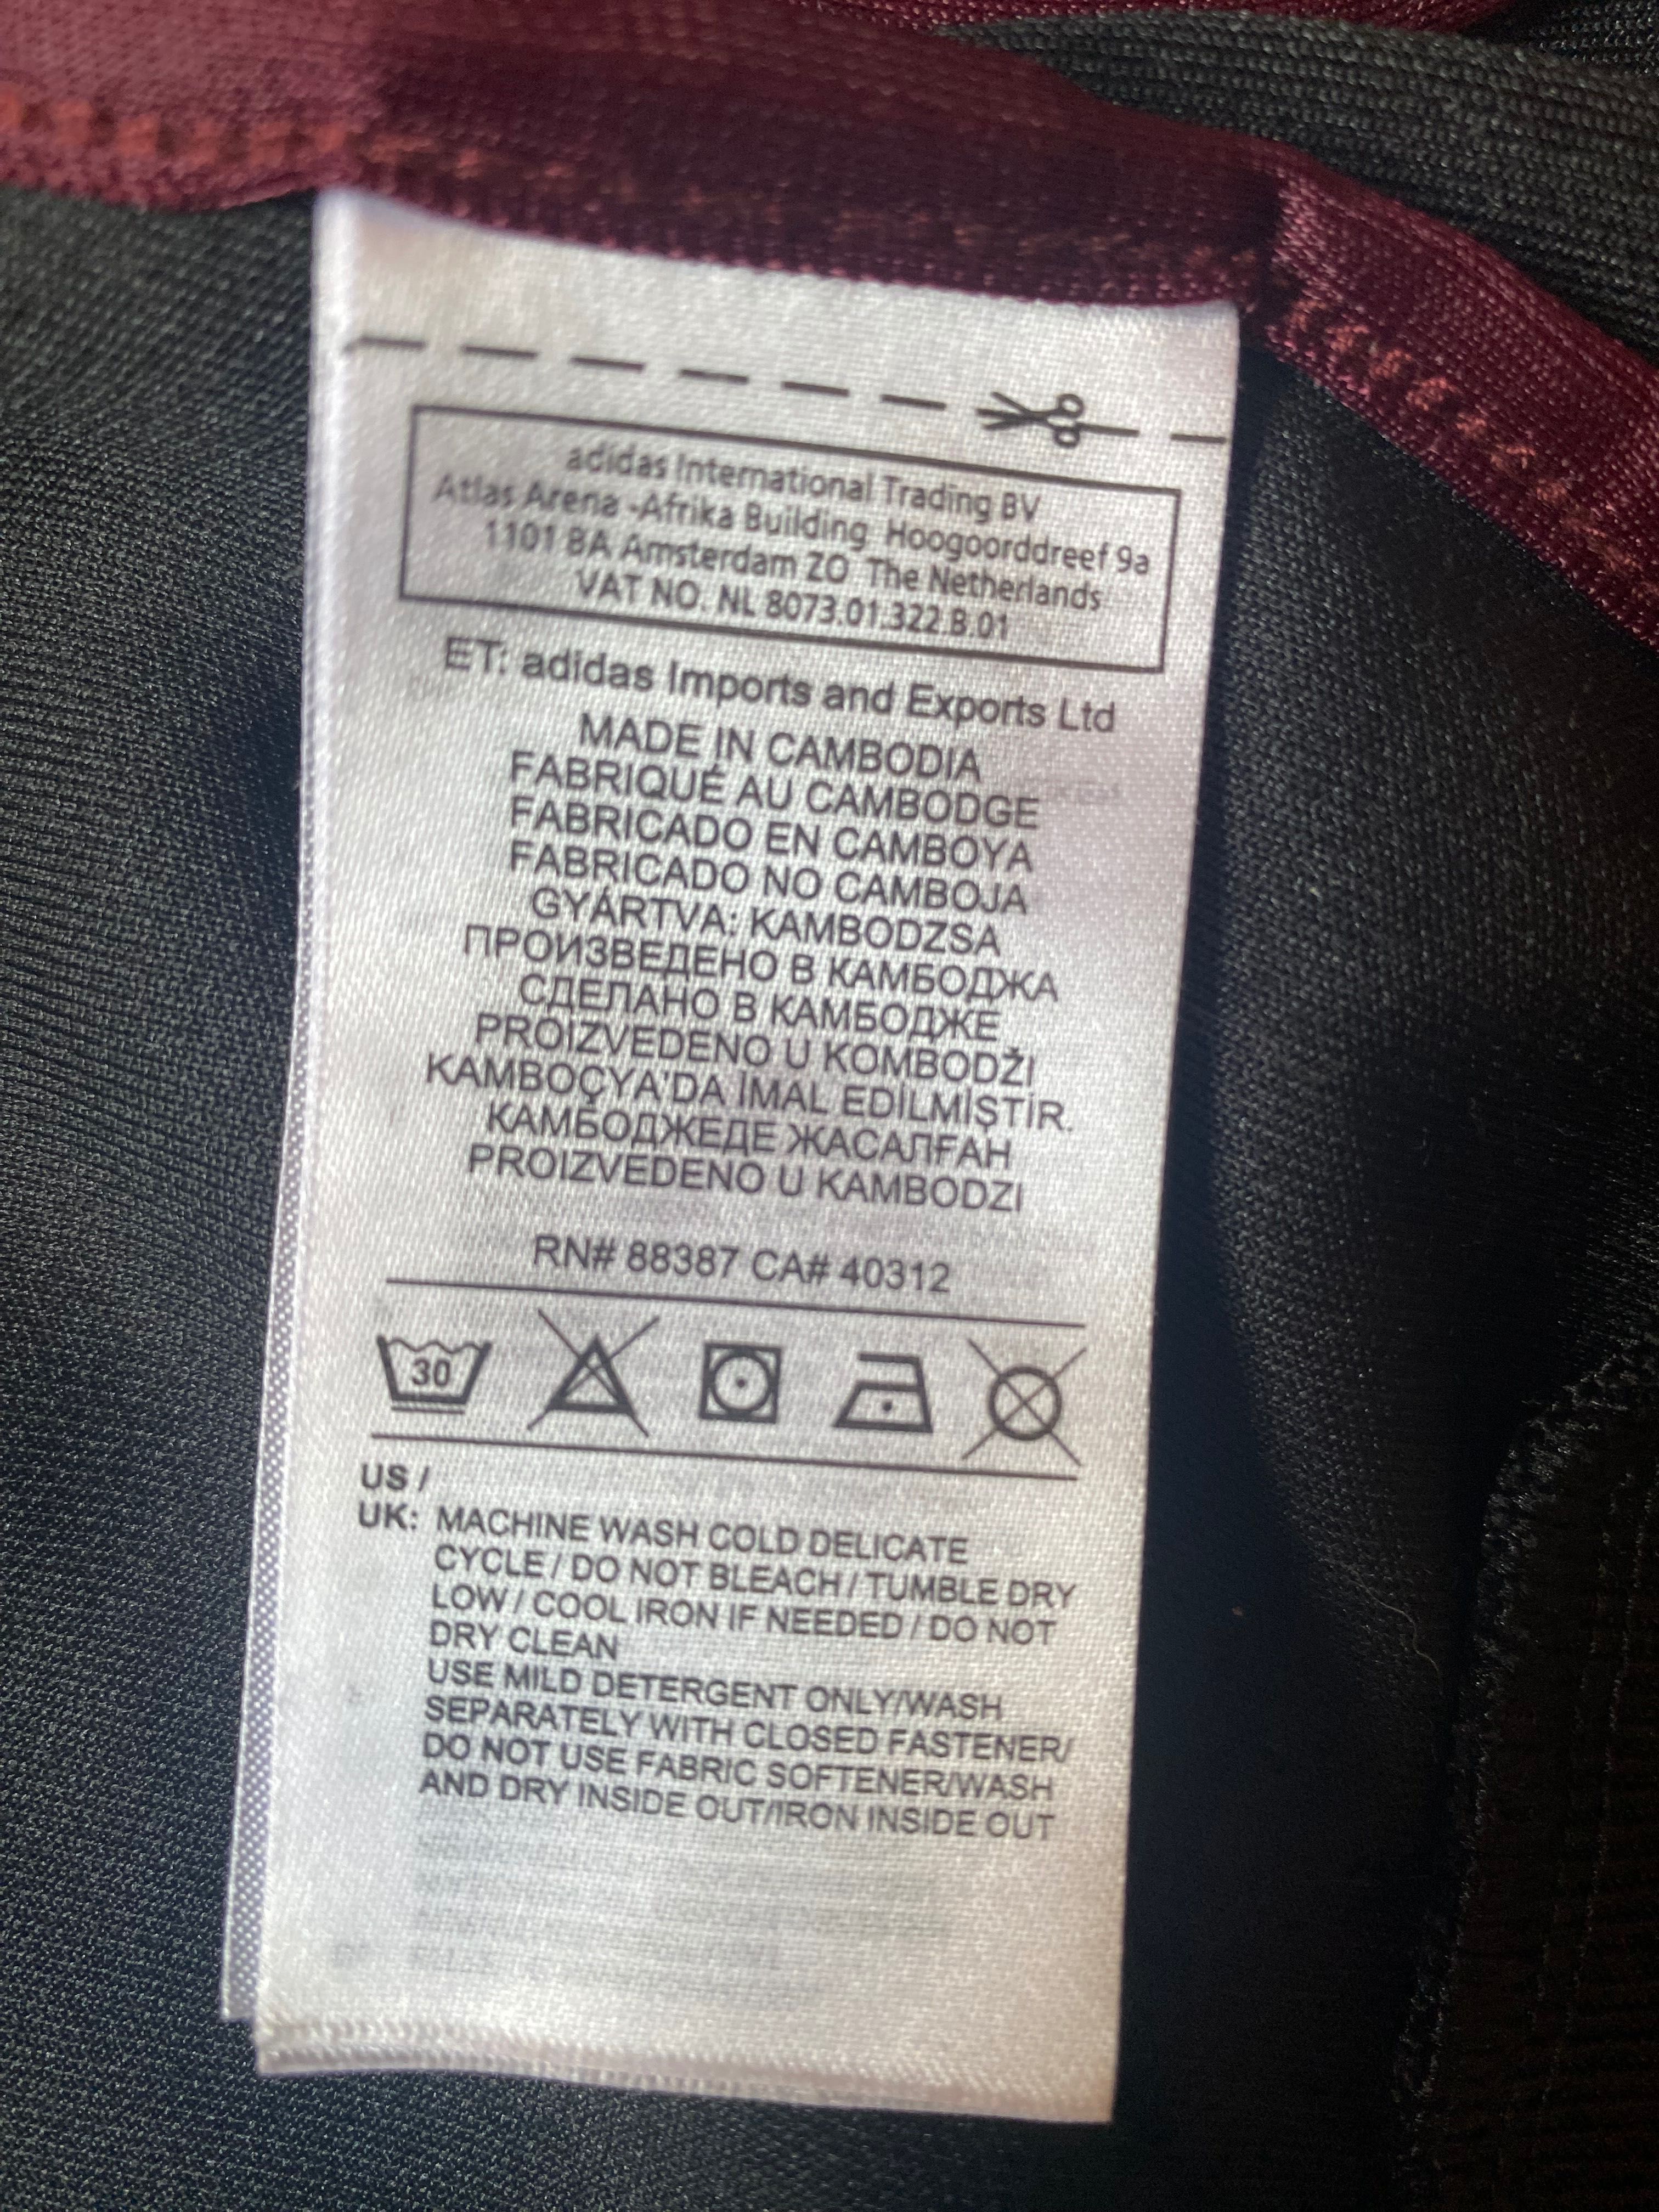 adidas International Trading BV
Atlas Arena -Afrika Building Hoogoorddreef 9a
1101 BA Amsterdam ZO The Netherlands
VAT NO. NL 8073.01.322.B.01
ET: adidas Imports and Exports Ltd
MADE IN CAMBODIA
FABRIQUÉ AU CAMBODGE
FABRICADO EN CAMBOYA
FABRICADO NO CAMBOJA
GYÁRTVA: KAMBODZSA
ПРОИЗВЕДЕНО В КАМБОДЖА
СДЕЛАНО В КАМБОДЖЕ
PROIZVEDENO U KOMBODŽI
KAMBOÇYA'DA İMAL EDİLMİŞTİR.
КАМБОДЖЕДЕ ЖАСАЛҒАН
PROIZVEDENO U KAMBODZI
RN# 88387 CA# 40312
30
US /
UK: MACHINE WASH COLD DELICATE
CYCLE / DO NOT BLEACH / TUMBLE DRY
LOW / COOL IRON IF NEEDED / DO NOT
DRY CLEAN
USE MILD DETERGENT ONLY/WASH
SEPARATELY WITH CLOSED FASTENER/
DO NOT USE FABRIC SOFTENER/WASH
AND DRY INSIDE OUT/IRON INSIDE OUT